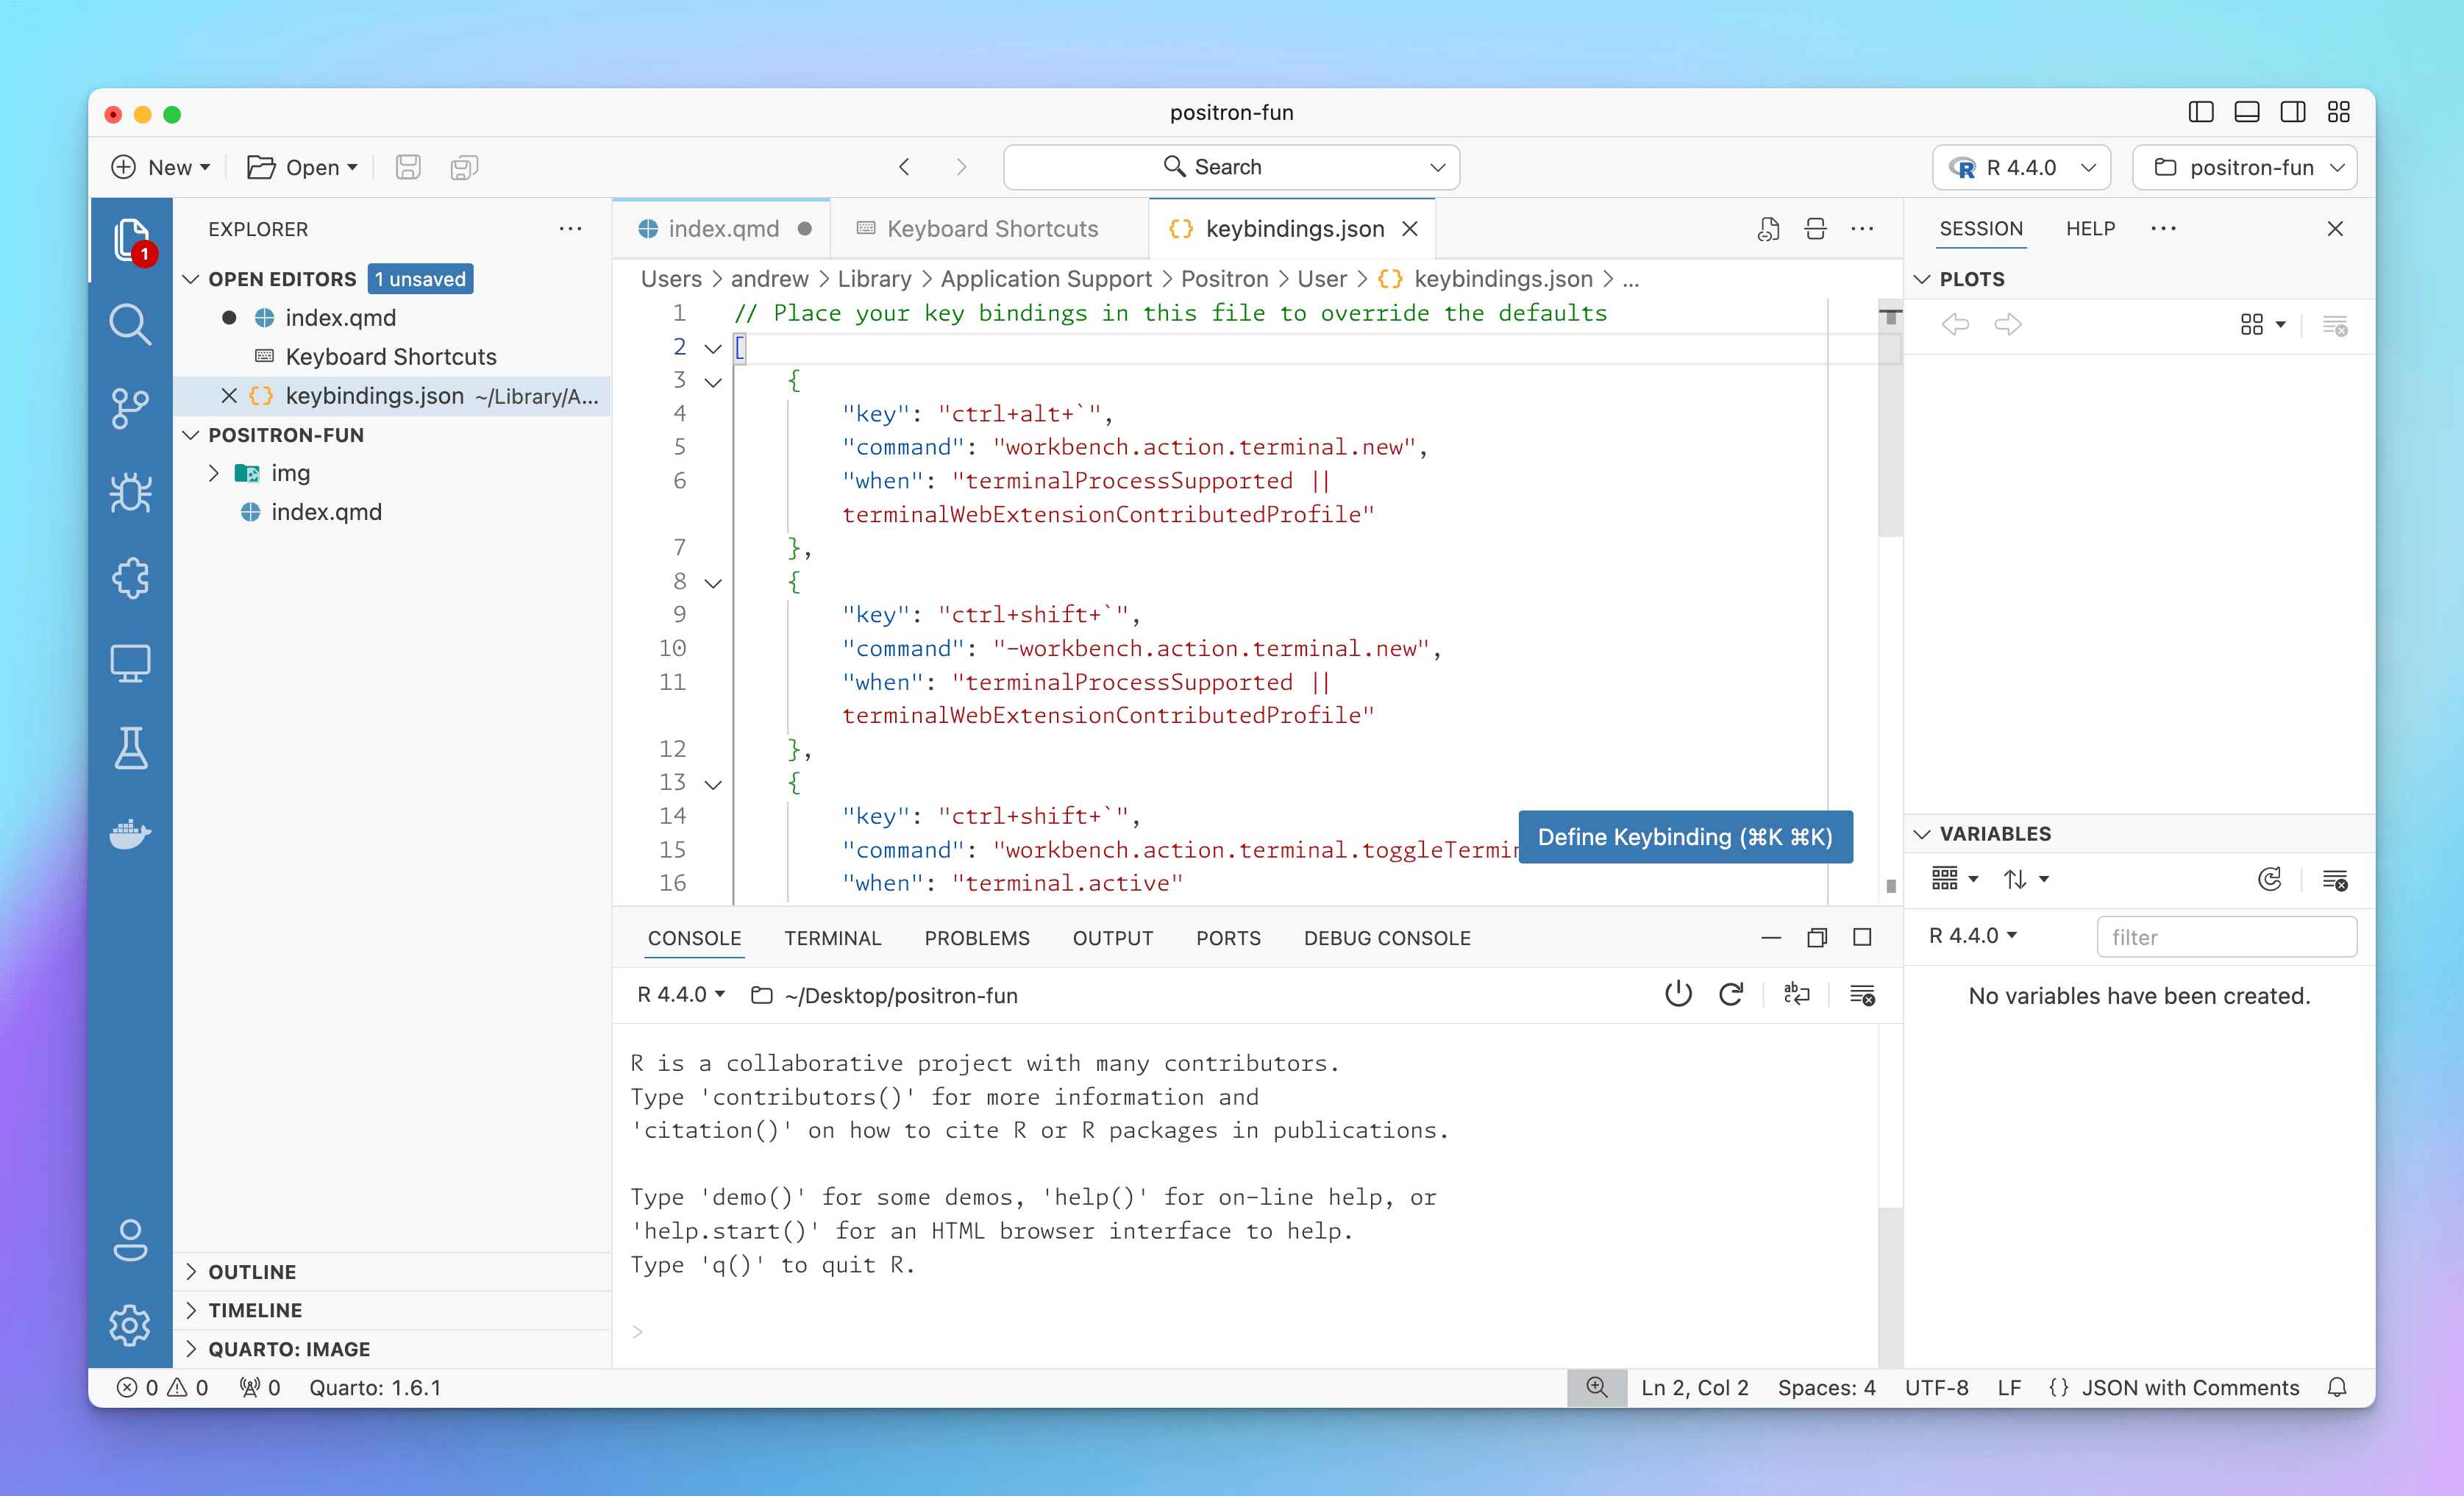 positron-fun
New
Open
Search
R 4.4.0
positron-fun
1
EXPLORER
OPEN EDITORS 1 unsaved
index.qmd
Keyboard Shortcuts
keybindings.json ~/Library/A...
POSITRON-FUN
img
index.qmd
OUTLINE
TIMELINE
QUARTO: IMAGE
index.qmd
Keyboard Shortcuts
keybindings.json
Users > andrew > Library > Application Support > Positron > User > {} keybindings.json > ...
1 // Place your key bindings in this file to override the defaults
2 [
3 {
4 "key": "ctrl+alt+`",
5 "command": "workbench.action.terminal.new",
6 "when": "terminalProcessSupported ||
terminalWebExtensionContributedProfile"
7 },
8 {
9 "key": "ctrl+shift+`",
10 "command": "-workbench.action.terminal.new",
11 "when": "terminalProcessSupported ||
terminalWebExtensionContributedProfile"
12 },
13 {
14 "key": "ctrl+shift+`",
15 "command": "workbench.action.terminal.toggleTermin
16 "when": "terminal.active"
Define Keybinding (⌘K ⌘K)
CONSOLE TERMINAL PROBLEMS OUTPUT PORTS DEBUG CONSOLE
R 4.4.0 ~/Desktop/positron-fun
R is a collaborative project with many contributors.
Type 'contributors()' for more information and
'citation()' on how to cite R or R packages in publications.
Type 'demo()' for some demos, 'help()' for on-line help, or
'help.start()' for an HTML browser interface to help.
Type 'q()' to quit R.
>
SESSION HELP
PLOTS
VARIABLES
R 4.4.0 filter
No variables have been created.
0 0 0 Quarto: 1.6.1
Ln 2, Col 2 Spaces: 4 UTF-8 LF {} JSON with Comments